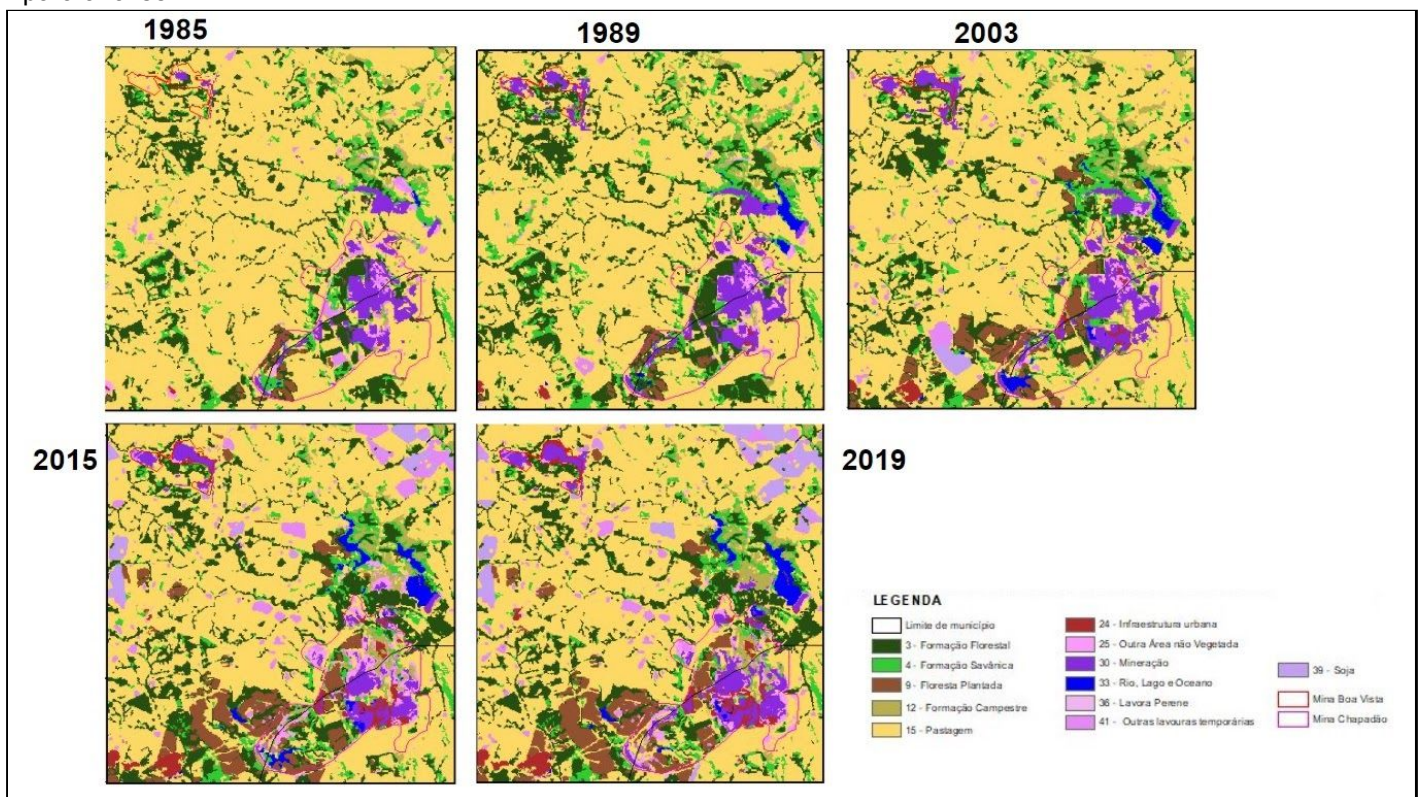 1985
1989
2003
2015
2019
LEGENDA
Limite de município
3 - Formação Florestal
4 - Formação Savânica
9 - Floresta Plantada
12 - Formação Campestre
15 - Pastagem
24 - Infraestrutura urbana
25 - Outra Área não Vegetada
30 - Mineração
33 - Rio, Lago e Oceano
36 - Lavora Perene
41 - Outras lavouras temporárias
39 - Soja
Mina Boa Vista
Mina Chapadão